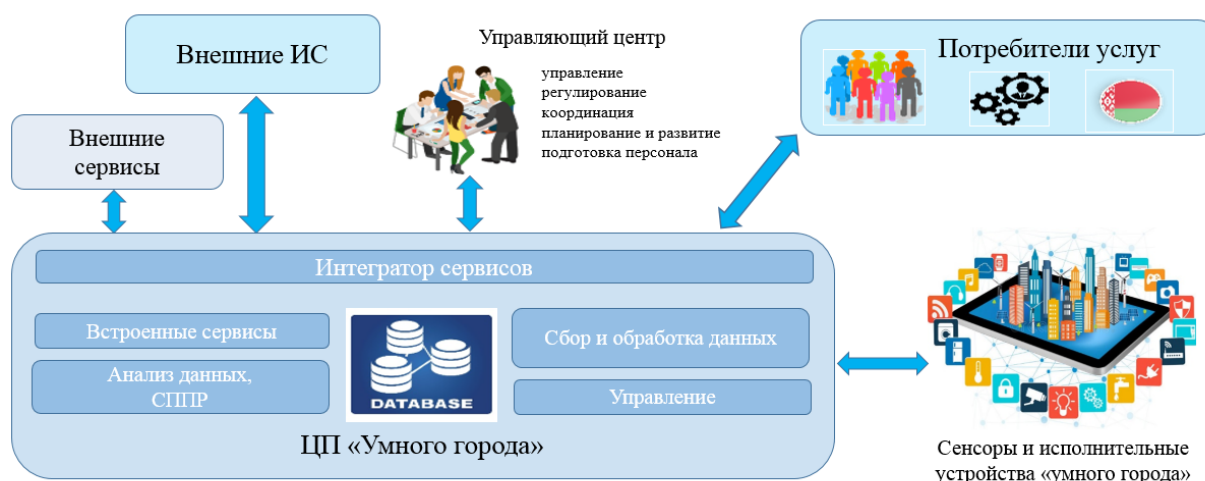 Внешние ИС
Управляющий центр
управление
регулирование
координация
планирование и развитие
подготовка персонала
Потребители услуг
Внешние
сервисы
Интегратор сервисов
Встроенные сервисы
Анализ данных,
СППР
DATABASE
Сбор и обработка данных
Управление
ЦП «Умного города»
Сенсоры и исполнительные
устройства «умного города»